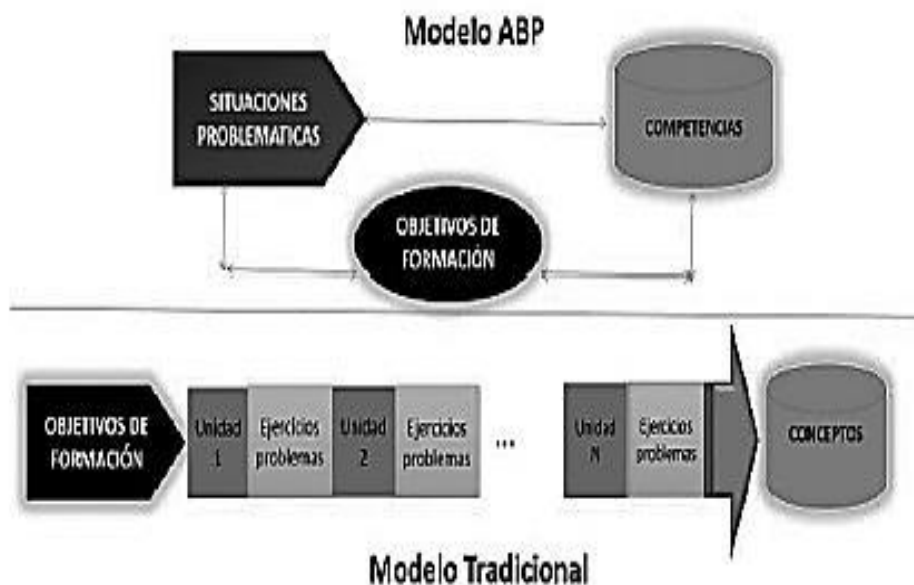 Modelo ABP
SITUACIONES
PROBLEMATICAS
COMPETENCIAS
OBJETIVOS DE
FORMACIÓN
OBJETIVOS DE
FORMACIÓN
Unidad
1
Ejercicios
problemas
Unidad
2
Ejercicios
problemas
...
Unidad
N
Ejercicios
problemas
CONCEPTOS
Modelo Tradicional